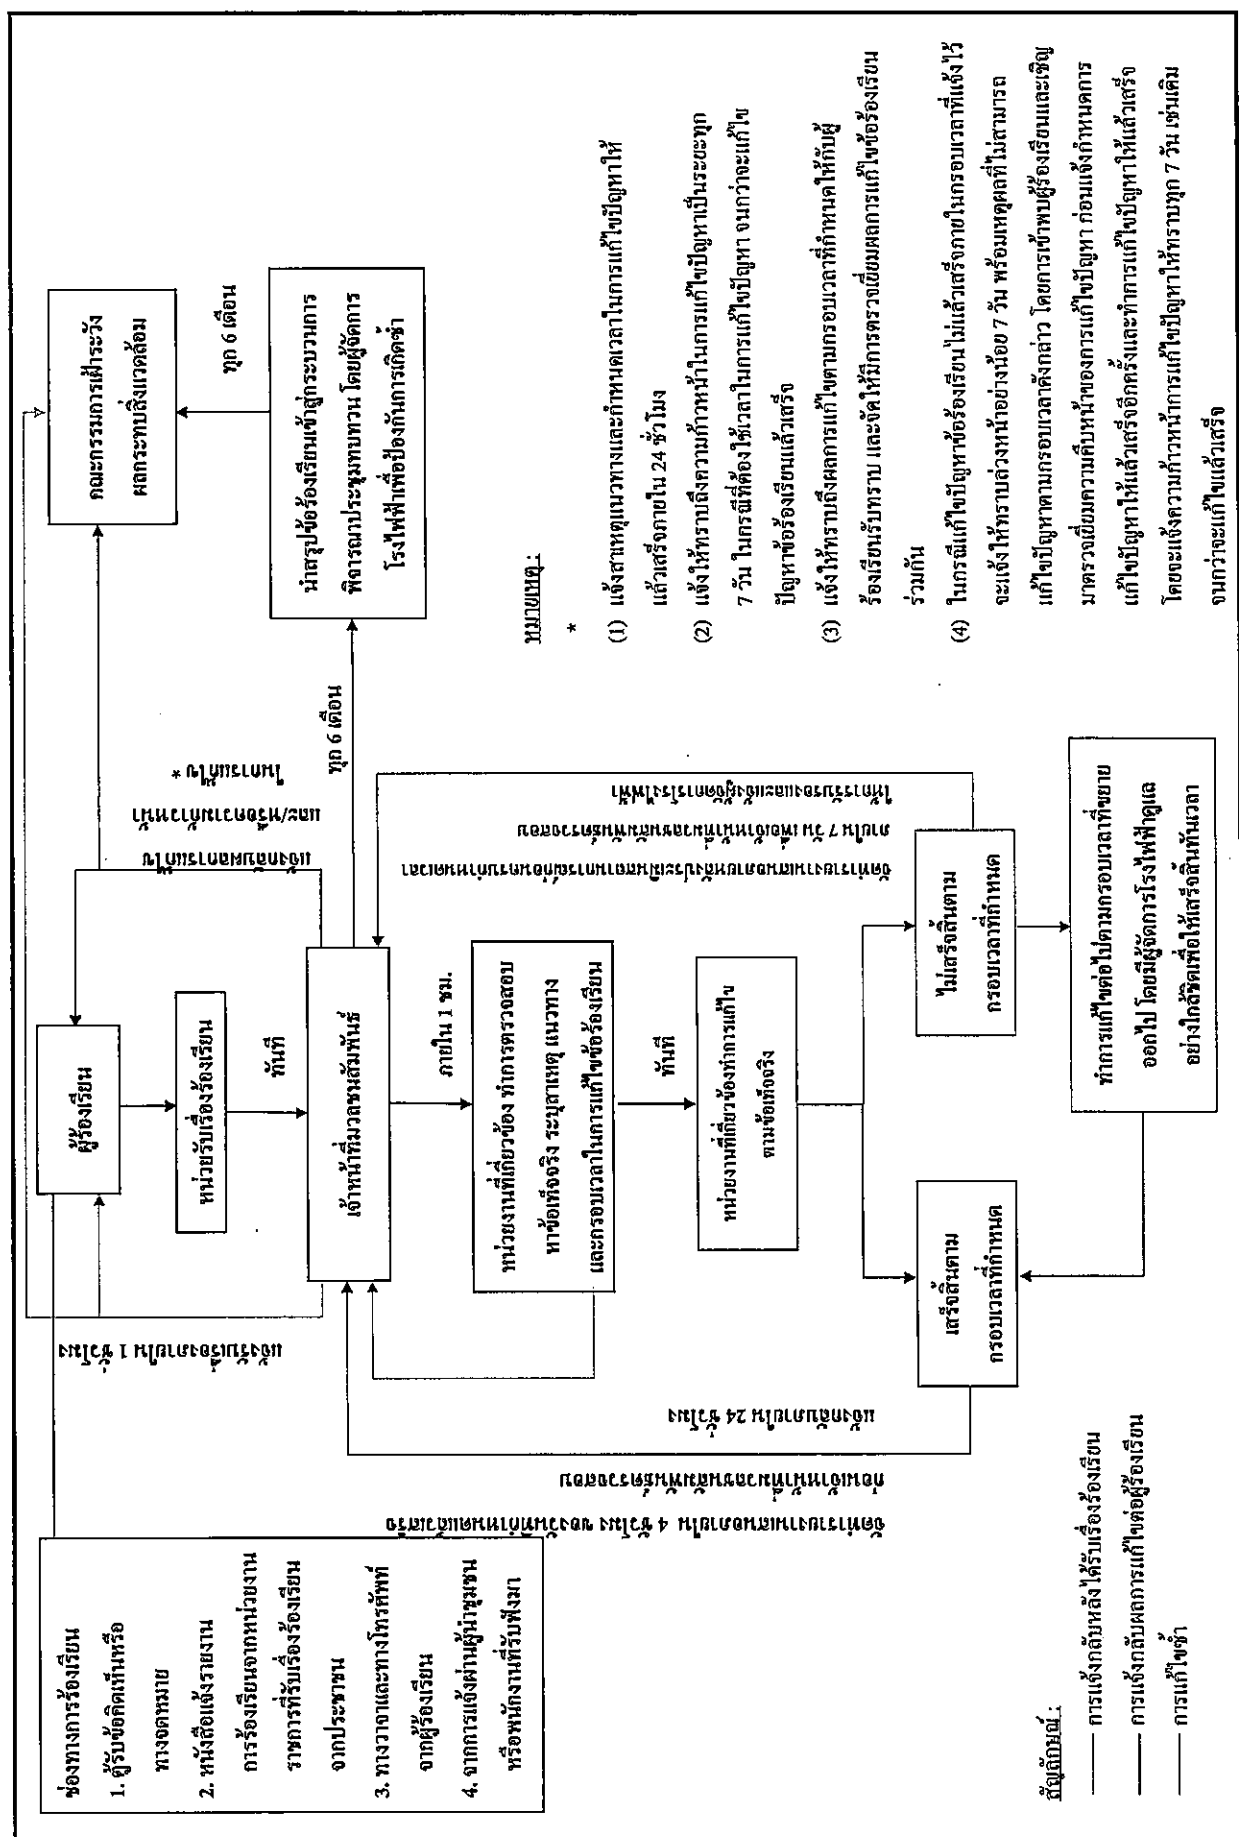 ช่องทางการร้องเรียน
1. ตู้รับข้อคิดเห็นหรือ
ทางจดหมาย
2. หนังสือแจ้งรายงาน
การร้องเรียนจากหน่วยงาน
ราชการที่รับเรื่องร้องเรียน
จากประชาชน
3. ทางวาจาและทางโทรศัพท์
จากผู้ร้องเรียน
4. จากการแจ้งผ่านผู้นำชุมชน
หรือพนักงานที่รับฟังมา
แจ้งรับเรื่องภายใน 1 ชั่วโมง
ผู้ร้องเรียน
หน่วยรับเรื่องร้องเรียน
ทันที
เจ้าหน้าที่มวลชนสัมพันธ์
แจ้งกลับผลการแก้ไข
และ/หรือความก้าวหน้า
ในการแก้ไข *
คณะกรรมการเฝ้าระวัง
ผลกระทบสิ่งแวดล้อม
ทุก 6 เดือน
นำสรุปข้อร้องเรียนเข้าสู่กระบวนการ
พิจารณาประชุมทบทวน โดยผู้จัดการ
โรงไฟฟ้าเพื่อป้องกันการเกิดซ้ำ
ทุก 6 เดือน
ภายใน 1 ชม.
หน่วยงานที่เกี่ยวข้อง ทำการตรวจสอบ
หาข้อเท็จจริง ระบุสาเหตุ แนวทาง
และกรอบเวลาในการแก้ไขข้อร้องเรียน
ทันที
หน่วยงานที่เกี่ยวข้องทำการแก้ไข
ตามข้อเท็จจริง
จัดทำรายงานเสนอภายใน 4 ชั่วโมง ของวันที่กำหนดแล้วเสร็จ
ก่อนเจ้าหน้าที่มวลชนสัมพันธ์ตรวจสอบ
แจ้งกลับภายใน 24 ชั่วโมง
จัดทำรายงานเสนอภายหลังประเมินสถานการณ์ก่อนครบกำหนดเวลา
ภายใน 7 วัน เพื่อเจ้าหน้าที่มวลชนสัมพันธ์ตรวจสอบ
ให้การรับรองและแจ้งผู้จัดการโรงไฟฟ้า
เสร็จสิ้นตาม
กรอบเวลาที่กำหนด
ไม่เสร็จสิ้นตาม
กรอบเวลาที่กำหนด
ทำการแก้ไขต่อไปตามกรอบเวลาที่ขยาย
ออกไป โดยมีผู้จัดการโรงไฟฟ้าดูแล
อย่างใกล้ชิดเพื่อให้เสร็จสิ้นทันเวลา
หมายเหตุ :
*
(1) แจ้งสาเหตุแนวทางและกำหนดเวลาในการแก้ไขปัญหาให้
แล้วเสร็จภายใน 24 ชั่วโมง
(2) แจ้งให้ทราบถึงความก้าวหน้าในการแก้ไขปัญหาเป็นระยะทุก
7 วัน ในกรณีที่ต้องใช้เวลาในการแก้ไขปัญหา จนกว่าจะแก้ไข
ปัญหาข้อร้องเรียนแล้วเสร็จ
(3) แจ้งให้ทราบถึงผลการแก้ไขตามกรอบเวลาที่กำหนดให้กับผู้
ร้องเรียนรับทราบ และจัดให้มีการตรวจเยี่ยมผลการแก้ไขข้อร้องเรียน
ร่วมกัน
(4) ในกรณีแก้ไขปัญหาข้อร้องเรียนไม่แล้วเสร็จภายในกรอบเวลาที่แจ้งไว้
จะแจ้งให้ทราบล่วงหน้าอย่างน้อย 7 วัน พร้อมเหตุผลที่ไม่สามารถ
แก้ไขปัญหาตามกรอบเวลาดังกล่าว โดยการเข้าพบผู้ร้องเรียนและเชิญ
มาตรวจเยี่ยมความคืบหน้าของการแก้ไขปัญหา ก่อนแจ้งกำหนดการ
แก้ไขปัญหาให้แล้วเสร็จอีกครั้งและทำการแก้ไขปัญหาให้แล้วเสร็จ
โดยจะแจ้งความก้าวหน้าการแก้ไขปัญหาให้ทราบทุก 7 วัน เช่นเดิม
จนกว่าจะแก้ไขแล้วเสร็จ
สัญลักษณ์ :
การแจ้งกลับหลังได้รับเรื่องร้องเรียน
การแจ้งกลับผลการแก้ไขต่อผู้ร้องเรียน
การแก้ไขซ้ำ